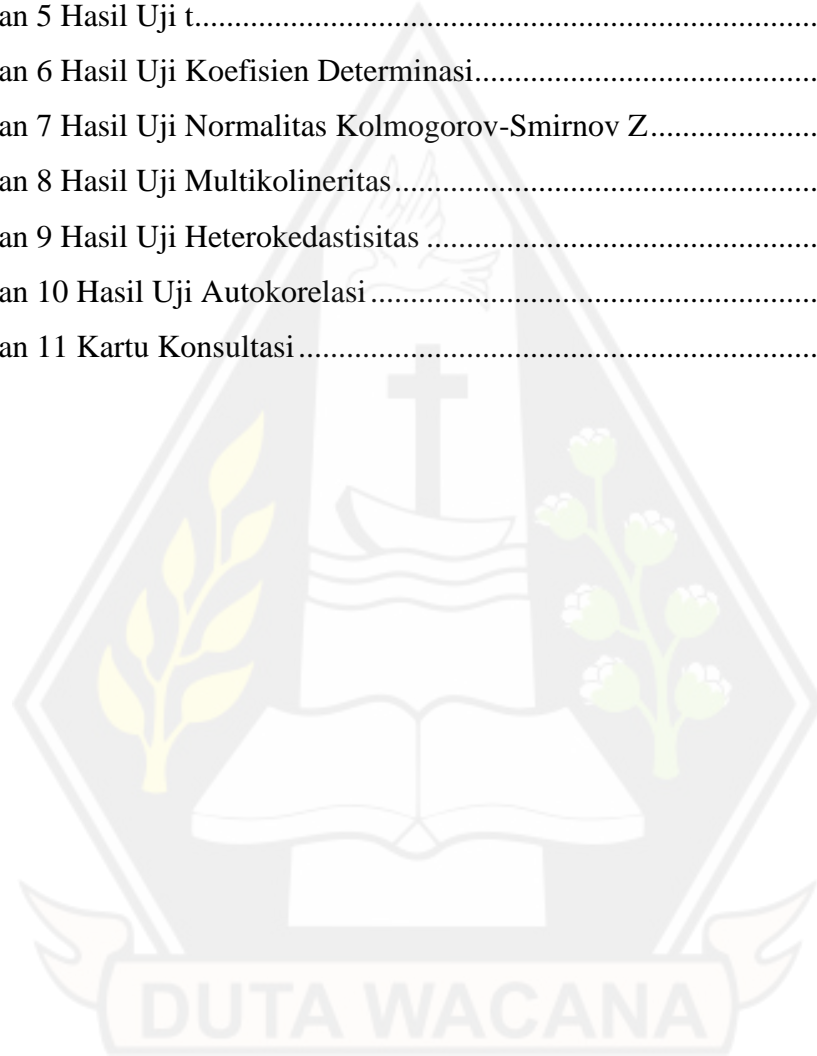 an 5 Hasil Uji t..............................................................................
an 6 Hasil Uji Koefisien Determinasi...........................................
an 7 Hasil Uji Normalitas Kolmogorov-Smirnov Z.....................
an 8 Hasil Uji Multikolineritas.....................................................
an 9 Hasil Uji Heterokedastisitas .................................................
an 10 Hasil Uji Autokorelasi........................................................
an 11 Kartu Konsultasi.................................................................
DUTA WACANA